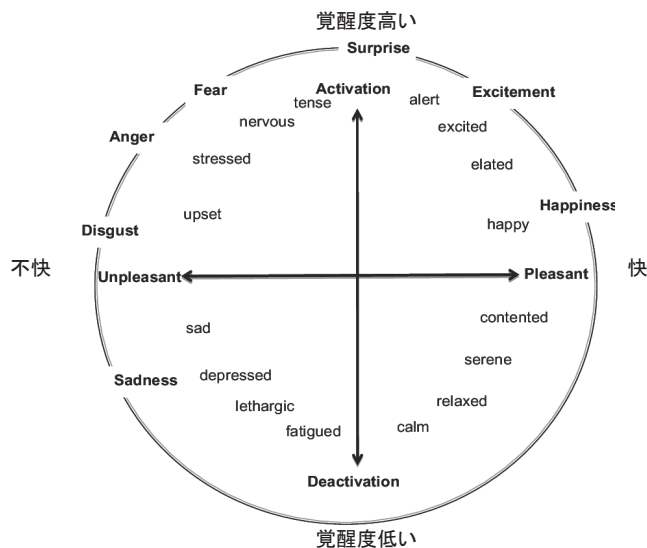 覚醒度高い
Surprise
Fear
Activation
Excitement
tense
alert
nervous
excited
Anger
stressed
elated
Happiness
upset
happy
Disgust
不快
Unpleasant
Pleasant
快
contented
sad
serene
Sadness
depressed
lethargic
relaxed
fatigued
calm
Deactivation
覚醒度低い